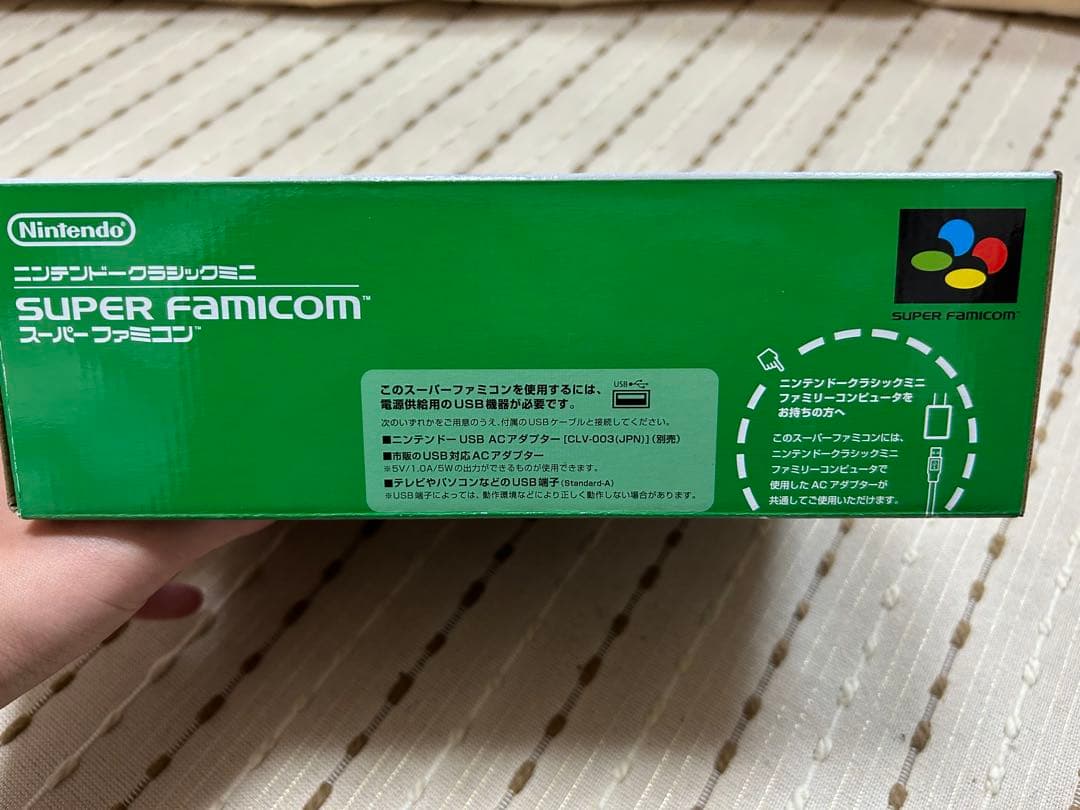 Nintendo®
ニンテンドークラシックミニ
SUPER FAMICOM™
スーパーファミコン™
SUPER FAMICOM™
このスーパーファミコンを使用するには、
電源供給用のUSB機器が必要です。
USB
次のいずれかをご用意のうえ、付属のUSBケーブルと接続してください。
■ニンテンドー USB ACアダプター [CLV-003(JPN)](別売)
■市販のUSB対応ACアダプター
※5V/1.0A/5Wの出力ができるものが使用できます。
■テレビやパソコンなどのUSB端子(Standard-A)
※USB端子によっては、動作環境などにより正しく動作しない場合があります。
ニンテンドークラシックミニ
ファミリーコンピュータを
お持ちの方へ
このスーパーファミコンには、
ニンテンドークラシックミニ
ファミリーコンピュータで
使用したACアダプターが
共通してご使用いただけます。